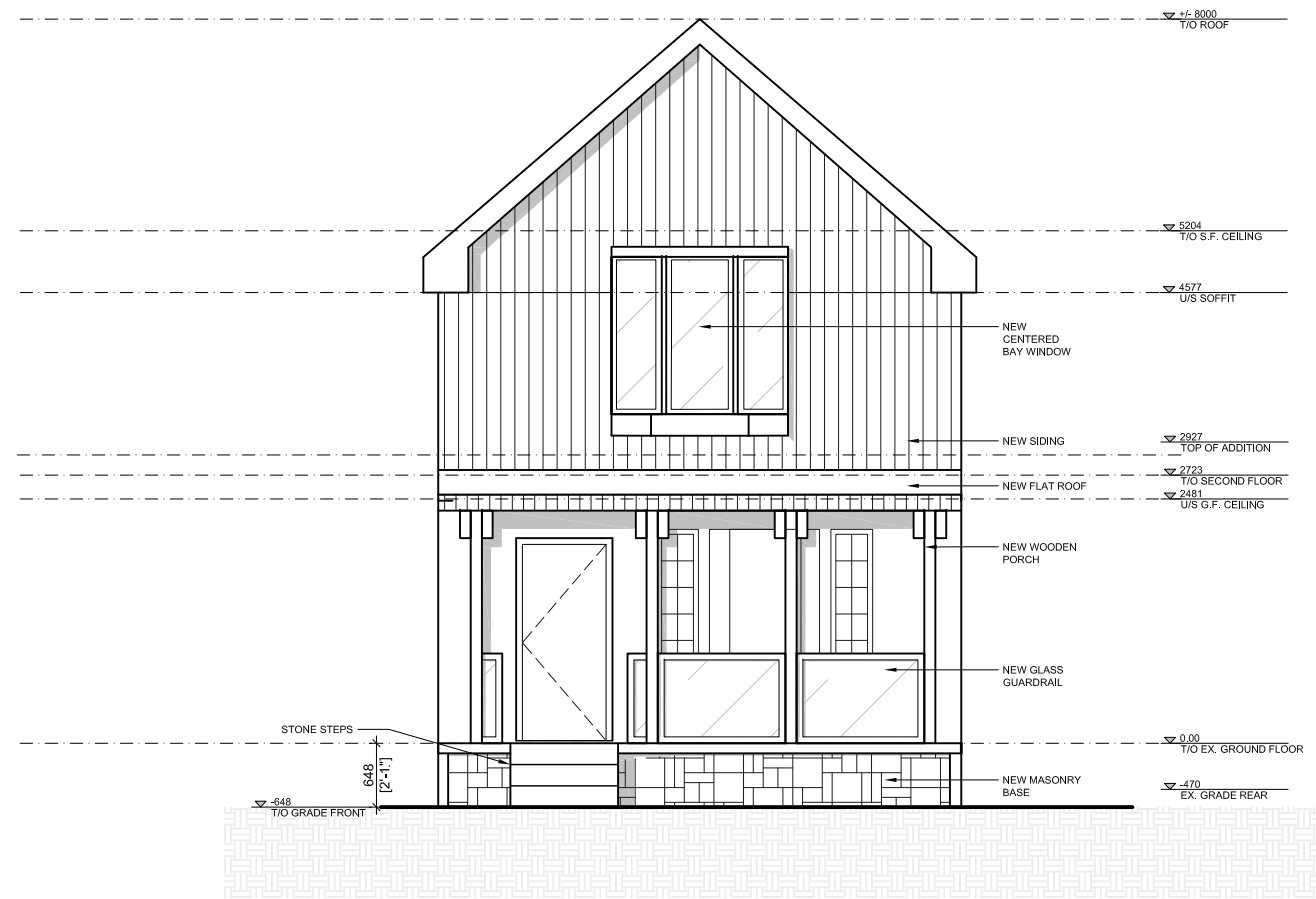 +/- 8000
T/O ROOF
5204
T/O S.F. CEILING
4577
U/S SOFFIT
NEW
CENTERED
BAY WINDOW
2927
TOP OF ADDITION
NEW SIDING
2723
T/O SECOND FLOOR
NEW FLAT ROOF
2481
U/S G.F. CEILING
NEW WOODEN
PORCH
NEW GLASS
GUARDRAIL
STONE STEPS
0.00
T/O EX. GROUND FLOOR
648
[2'-1"]
NEW MASONRY
BASE
-470
EX. GRADE REAR
-648
T/O GRADE FRONT